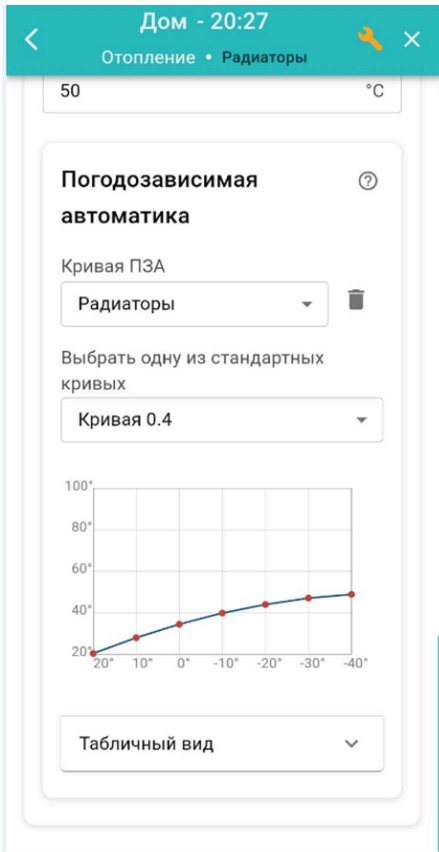 Дом - 20:27
Отопление • Радиаторы
50 °C
Погодозависимая
автоматика
Кривая ПЗА
Радиаторы
Выбрать одну из стандартных
кривых
Кривая 0.4
100°
80°
60°
40°
20°
20° 10° 0° -10° -20° -30° -40°
Табличный вид